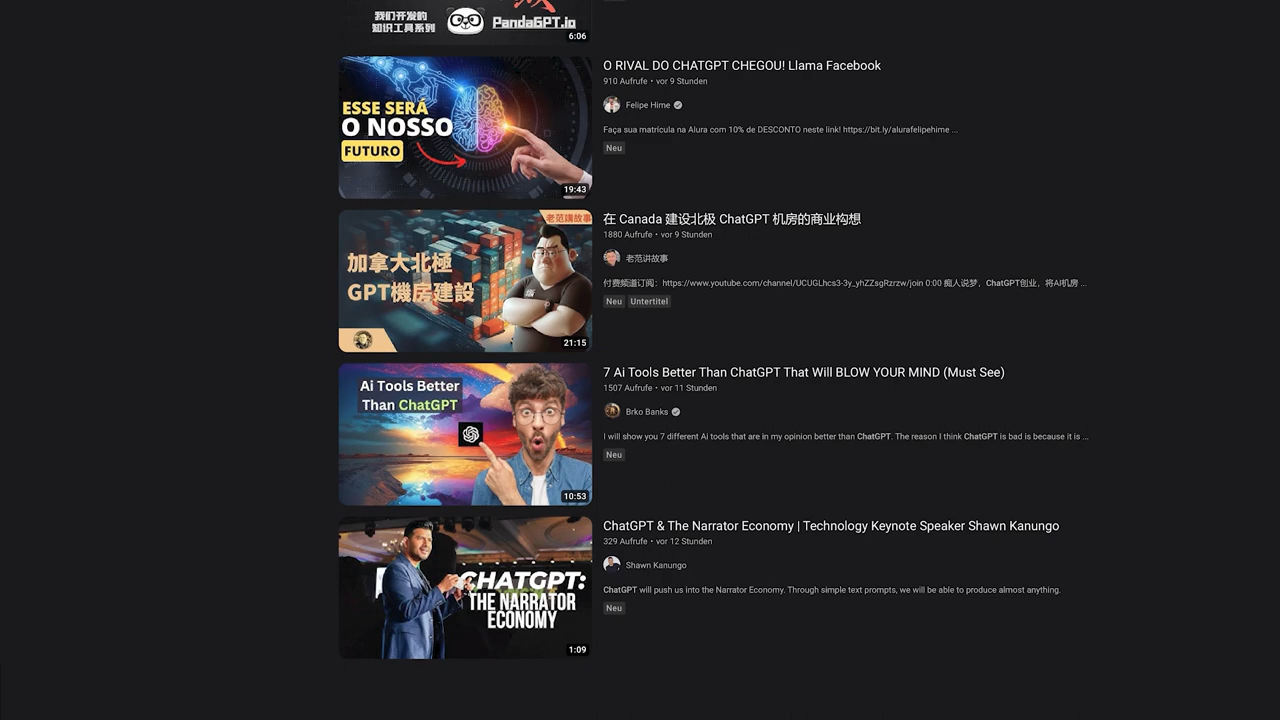 我们开发的
知识工具系列
PandaGPT.io
6:06
ESSE SERÁ
O NOSSO
FUTURO
19:43
O RIVAL DO CHATGPT CHEGOU! Llama Facebook
910 Aufrufe • vor 9 Stunden
Felipe Hime
Faça sua matrícula na Alura com 10% de DESCONTO neste link! https://bit.ly/alurafelipehime ...
Neu
老范講故事
加拿大北極
GPT機房建設
21:15
在 Canada 建设北极 ChatGPT 机房的商业构想
1880 Aufrufe • vor 9 Stunden
老范讲故事
付费频道订阅：https://www.youtube.com/channel/UCUGLhcs3-3y_yhZZsgRzrzw/join 0:00 痴人说梦，ChatGPT创业，将AI机房 ...
Neu Untertitel
Ai Tools Better
Than ChatGPT
10:53
7 Ai Tools Better Than ChatGPT That Will BLOW YOUR MIND (Must See)
1507 Aufrufe • vor 11 Stunden
Brko Banks
I will show you 7 different Ai tools that are in my opinion better than ChatGPT. The reason I think ChatGPT is bad is because it is ...
Neu
CHATGPT:
THE NARRATOR
ECONOMY
1:09
ChatGPT & The Narrator Economy | Technology Keynote Speaker Shawn Kanungo
329 Aufrufe • vor 12 Stunden
Shawn Kanungo
ChatGPT will push us into the Narrator Economy. Through simple text prompts, we will be able to produce almost anything.
Neu